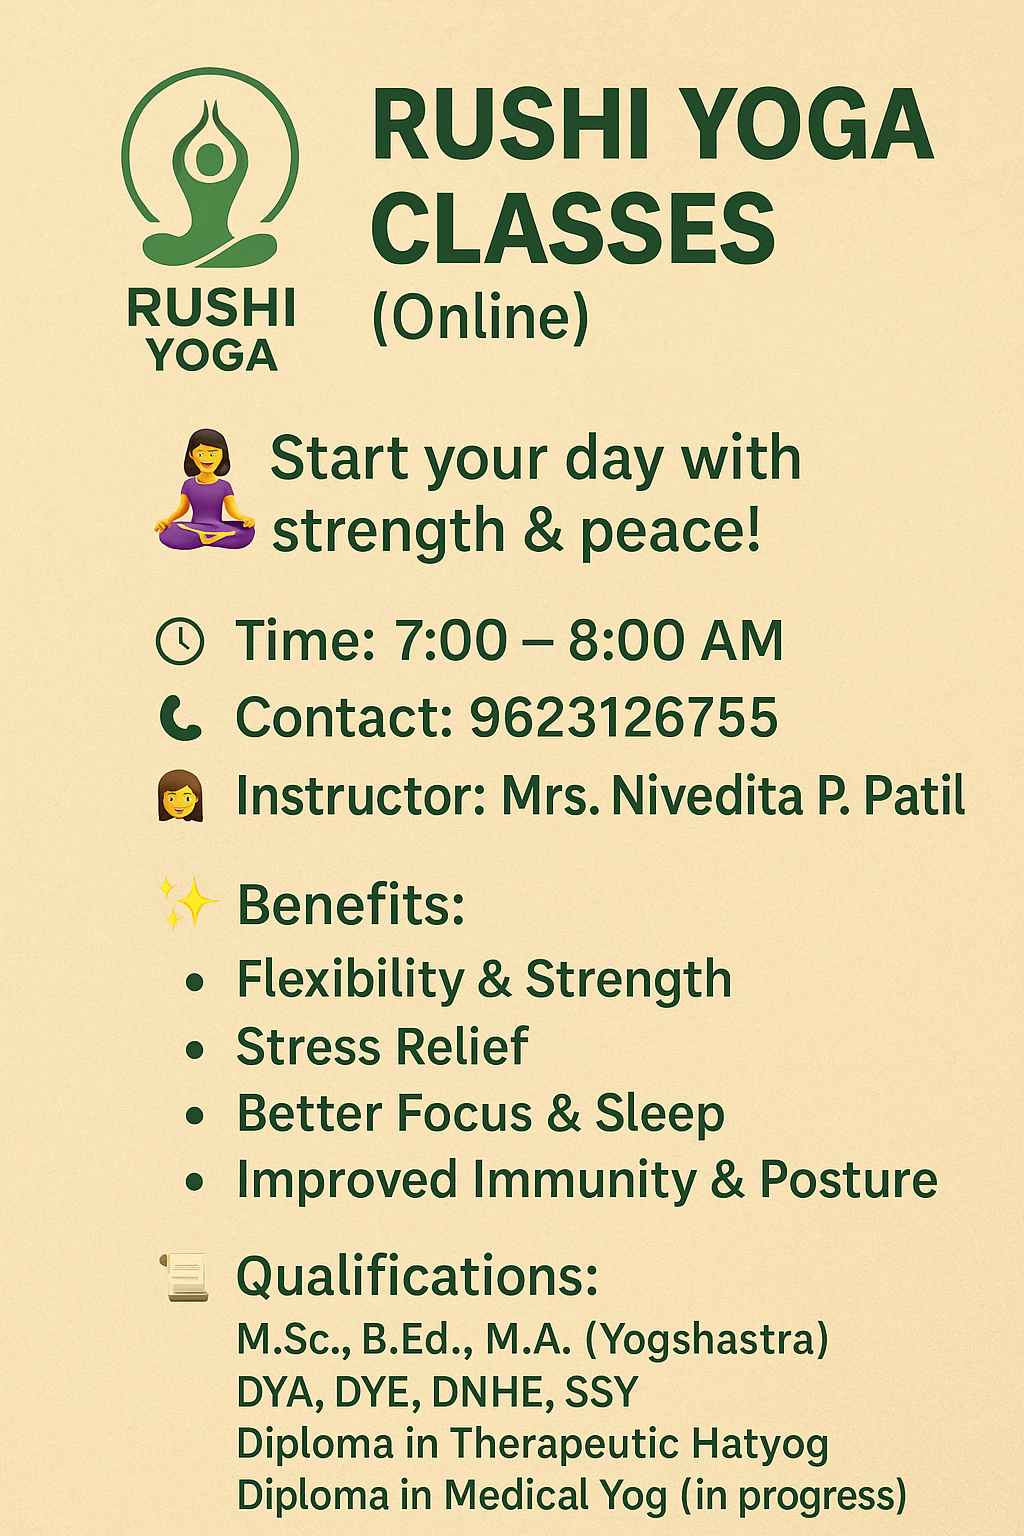 RUSHI YOGA
CLASSES
(Online)
RUSHI
YOGA
Start your day with
strength & peace!
Time: 7:00 – 8:00 AM
Contact: 9623126755
Instructor: Mrs. Nivedita P. Patil
Benefits:
• Flexibility & Strength
• Stress Relief
• Better Focus & Sleep
• Improved Immunity & Posture
Qualifications:
M.Sc., B.Ed., M.A. (Yogshastra)
DYA, DYE, DNHE, SSY
Diploma in Therapeutic Hatyog
Diploma in Medical Yog (in progress)